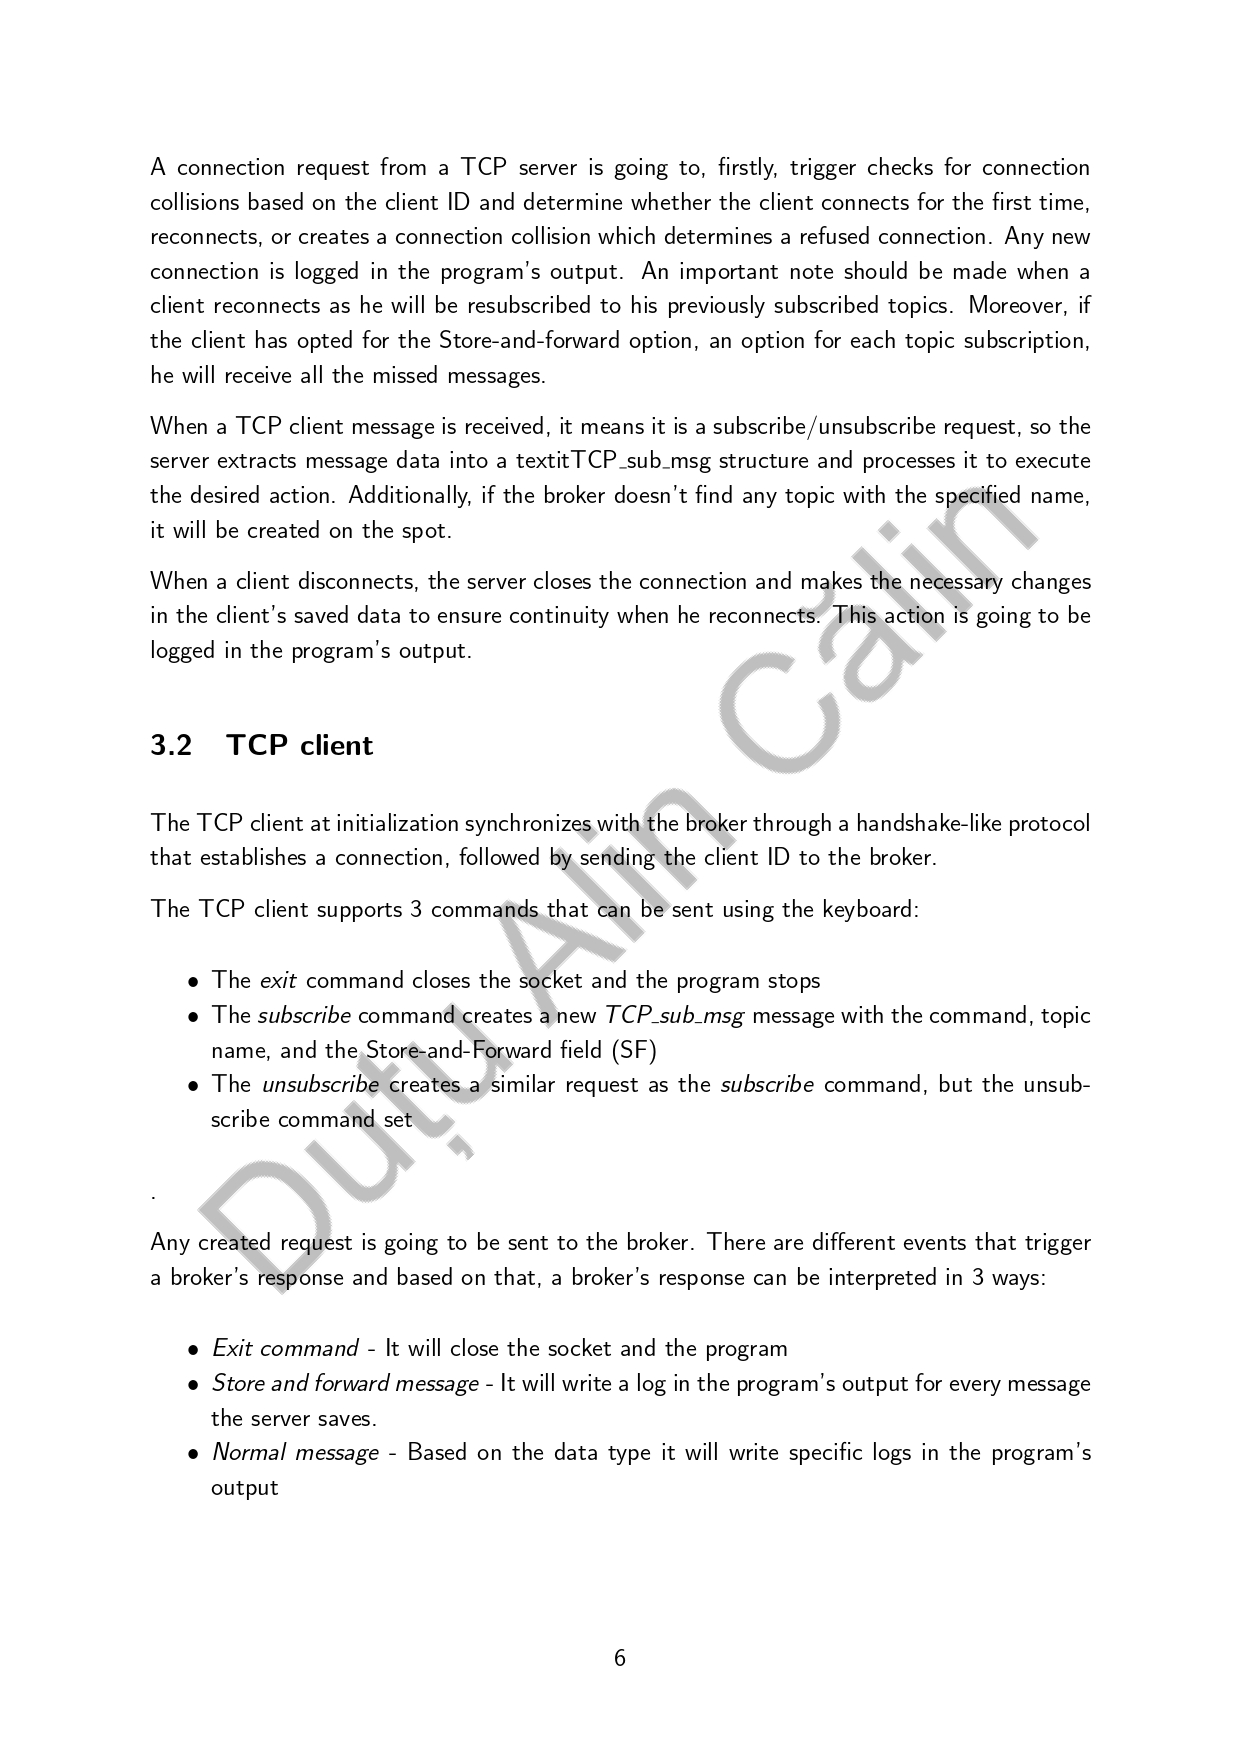 A connection request from a TCP server is going to, firstly, trigger checks for connection
collisions based on the client ID and determine whether the client connects for the first time,
reconnects, or creates a connection collision which determines a refused connection. Any new
connection is logged in the program's output. An important note should be made when a
client reconnects as he will be resubscribed to his previously subscribed topics. Moreover, if
the client has opted for the Store-and-forward option, an option for each topic subscription,
he will receive all the missed messages.
When a TCP client message is received, it means it is a subscribe/unsubscribe request, so the
server extracts message data into a textitTCP_sub_msg structure and processes it to execute
the desired action. Additionally, if the broker doesn't find any topic with the specified name,
it will be created on the spot.
When a client disconnects, the server closes the connection and makes the necessary changes
in the client's saved data to ensure continuity when he reconnects. This action is going to be
logged in the program's output.
3.2 TCP client
The TCP client at initialization synchronizes with the broker through a handshake-like protocol
that establishes a connection, followed by sending the client ID to the broker.
The TCP client supports 3 commands that can be sent using the keyboard:
• The exit command closes the socket and the program stops
• The subscribe command creates a new TCP_sub_msg message with the command, topic
name, and the Store-and-Forward field (SF)
• The unsubscribe creates a similar request as the subscribe command, but the unsub-
scribe command set
.
Any created request is going to be sent to the broker. There are different events that trigger
a broker's response and based on that, a broker's response can be interpreted in 3 ways:
• Exit command - It will close the socket and the program
• Store and forward message - It will write a log in the program's output for every message
the server saves.
• Normal message - Based on the data type it will write specific logs in the program's
output
6
Duțu Alin Călin